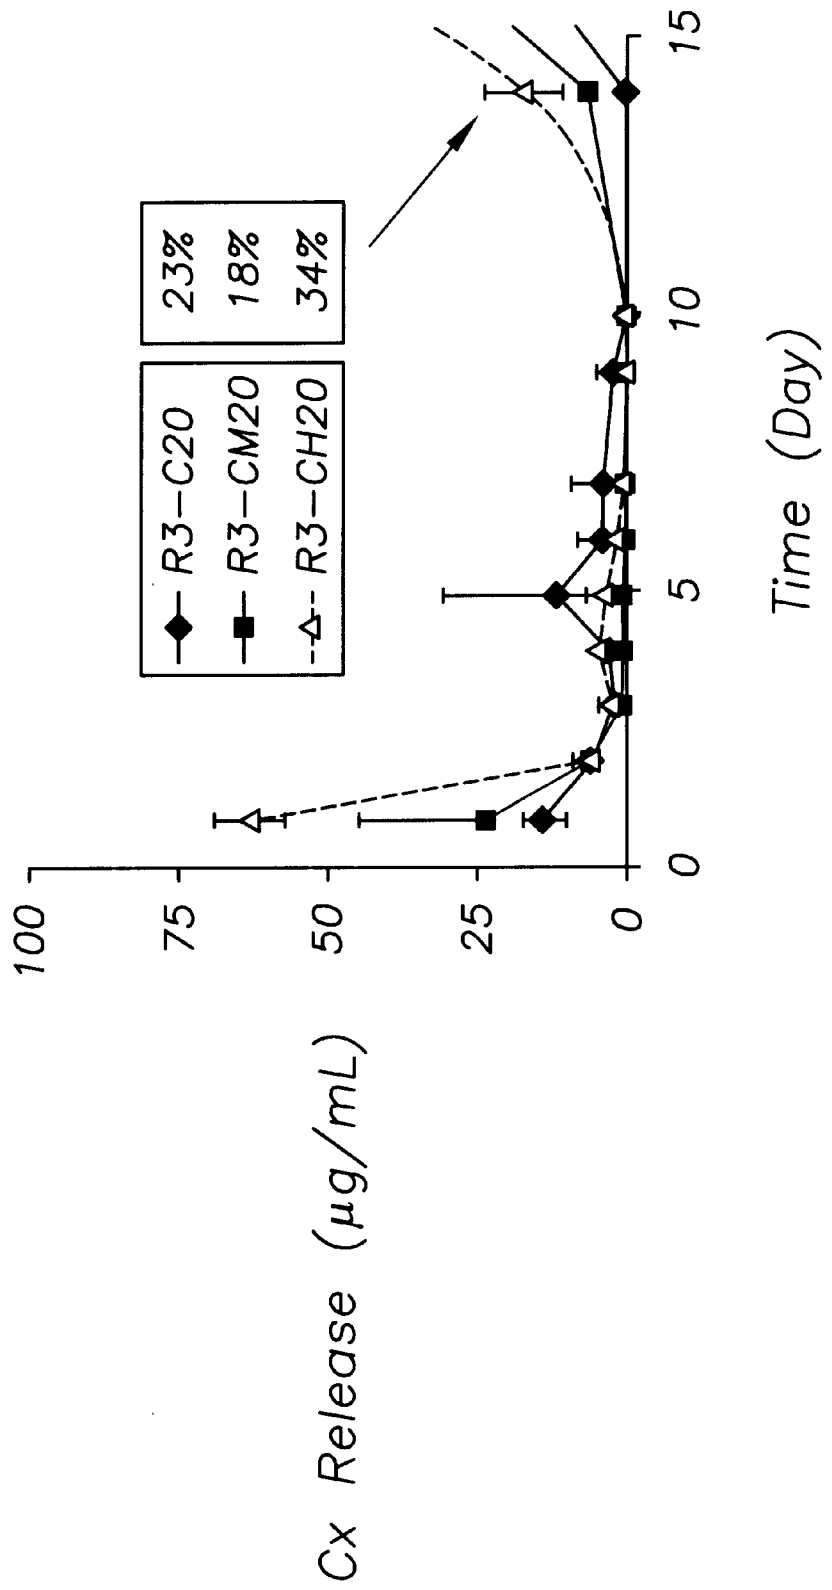 Cx Release (µg/mL)
100
75
50
25
0
R3-C20 23%
R3-CM20 18%
R3-CH20 34%
0 5 10 15
Time (Day)